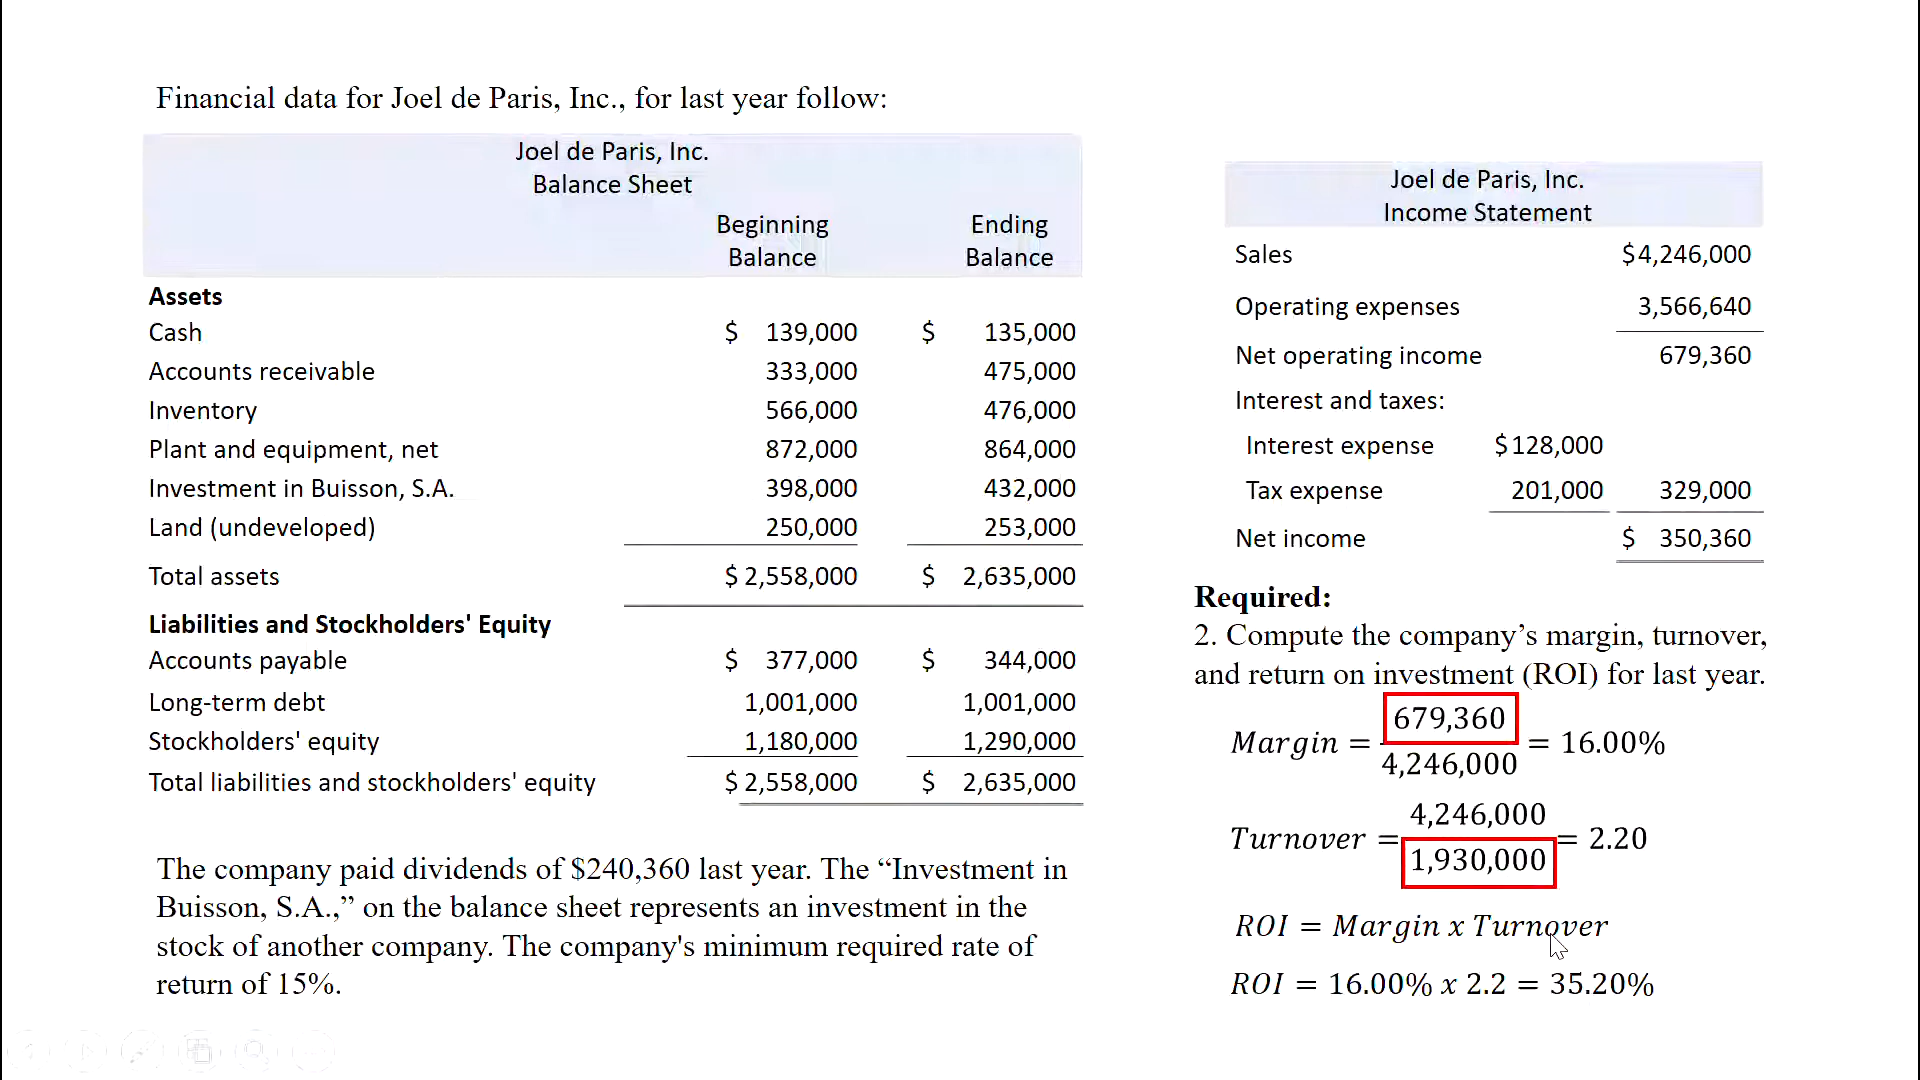 Financial data for Joel de Paris, Inc., for last year follow:
Joel de Paris, Inc.
Balance Sheet
Beginning Balance Ending Balance
Assets
Cash $ 139,000 $ 135,000
Accounts receivable 333,000 475,000
Inventory 566,000 476,000
Plant and equipment, net 872,000 864,000
Investment in Buisson, S.A. 398,000 432,000
Land (undeveloped) 250,000 253,000
Total assets $ 2,558,000 $ 2,635,000
Liabilities and Stockholders' Equity
Accounts payable $ 377,000 $ 344,000
Long-term debt 1,001,000 1,001,000
Stockholders' equity 1,180,000 1,290,000
Total liabilities and stockholders' equity $ 2,558,000 $ 2,635,000
The company paid dividends of $240,360 last year. The “Investment in
Buisson, S.A.,” on the balance sheet represents an investment in the
stock of another company. The company's minimum required rate of
return of 15%.
Joel de Paris, Inc.
Income Statement
Sales $4,246,000
Operating expenses 3,566,640
Net operating income 679,360
Interest and taxes:
Interest expense $128,000
Tax expense 201,000 329,000
Net income $ 350,360
Required:
2. Compute the company’s margin, turnover,
and return on investment (ROI) for last year.
Margin = 679,360 / 4,246,000 = 16.00%
Turnover = 4,246,000 / 1,930,000 = 2.20
ROI = Margin x Turnover
ROI = 16.00% x 2.2 = 35.20%